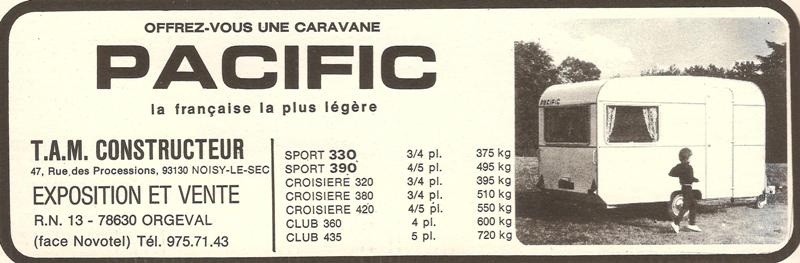 OFFREZ-VOUS UNE CARAVANE
PACIFIC
la française la plus légère
T.A.M. CONSTRUCTEUR
47, Rue des Processions, 93130 NOISY-LE-SEC
EXPOSITION ET VENTE
R.N. 13 - 78630 ORGEVAL
(face Novotel) Tél. 975.71.43
SPORT 330 3/4 pl. 375 kg
SPORT 390 4/5 pl. 495 kg
CROISIERE 320 3/4 pl. 395 kg
CROISIERE 380 3/4 pl. 510 kg
CROISIERE 420 4/5 pl. 550 kg
CLUB 360 4 pl. 600 kg
CLUB 435 5 pl. 720 kg
PACIFIC